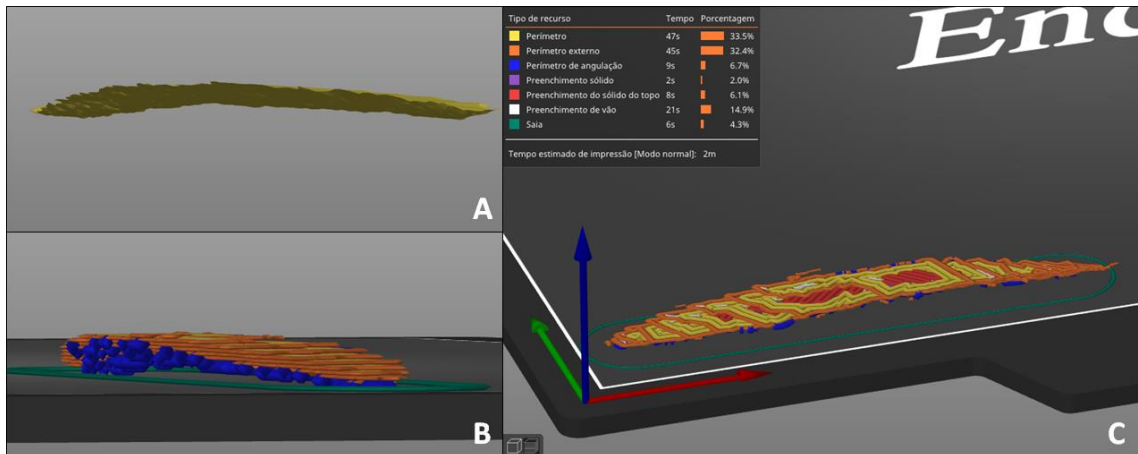 A
B
Tipo de recurso Tempo Porcentagem
Perímetro 47s 33.5%
Perímetro externo 45s 32.4%
Perímetro de angulação 9s 6.7%
Preenchimento sólido 2s 2.0%
Preenchimento do sólido do topo 8s 6.1%
Preenchimento de vão 21s 14.9%
Saia 6s 4.3%
Tempo estimado de impressão [Modo normal]: 2m
C